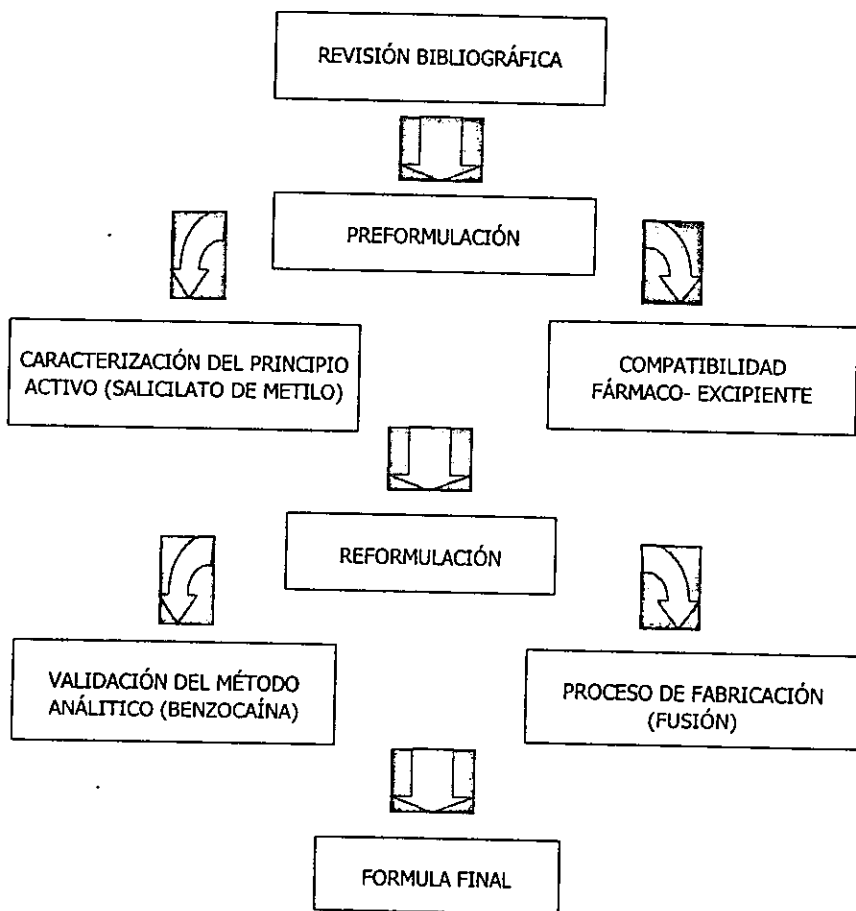 REVISIÓN BIBLIOGRÁFICA
PREFORMULACIÓN
CARACTERIZACIÓN DEL PRINCIPIO
ACTIVO (SALICILATO DE METILO)
COMPATIBILIDAD
FÁRMACO- EXCIPIENTE
REFORMULACIÓN
VALIDACIÓN DEL MÉTODO
ANÁLITICO (BENZOCAÍNA)
PROCESO DE FABRICACIÓN
(FUSIÓN)
FORMULA FINAL